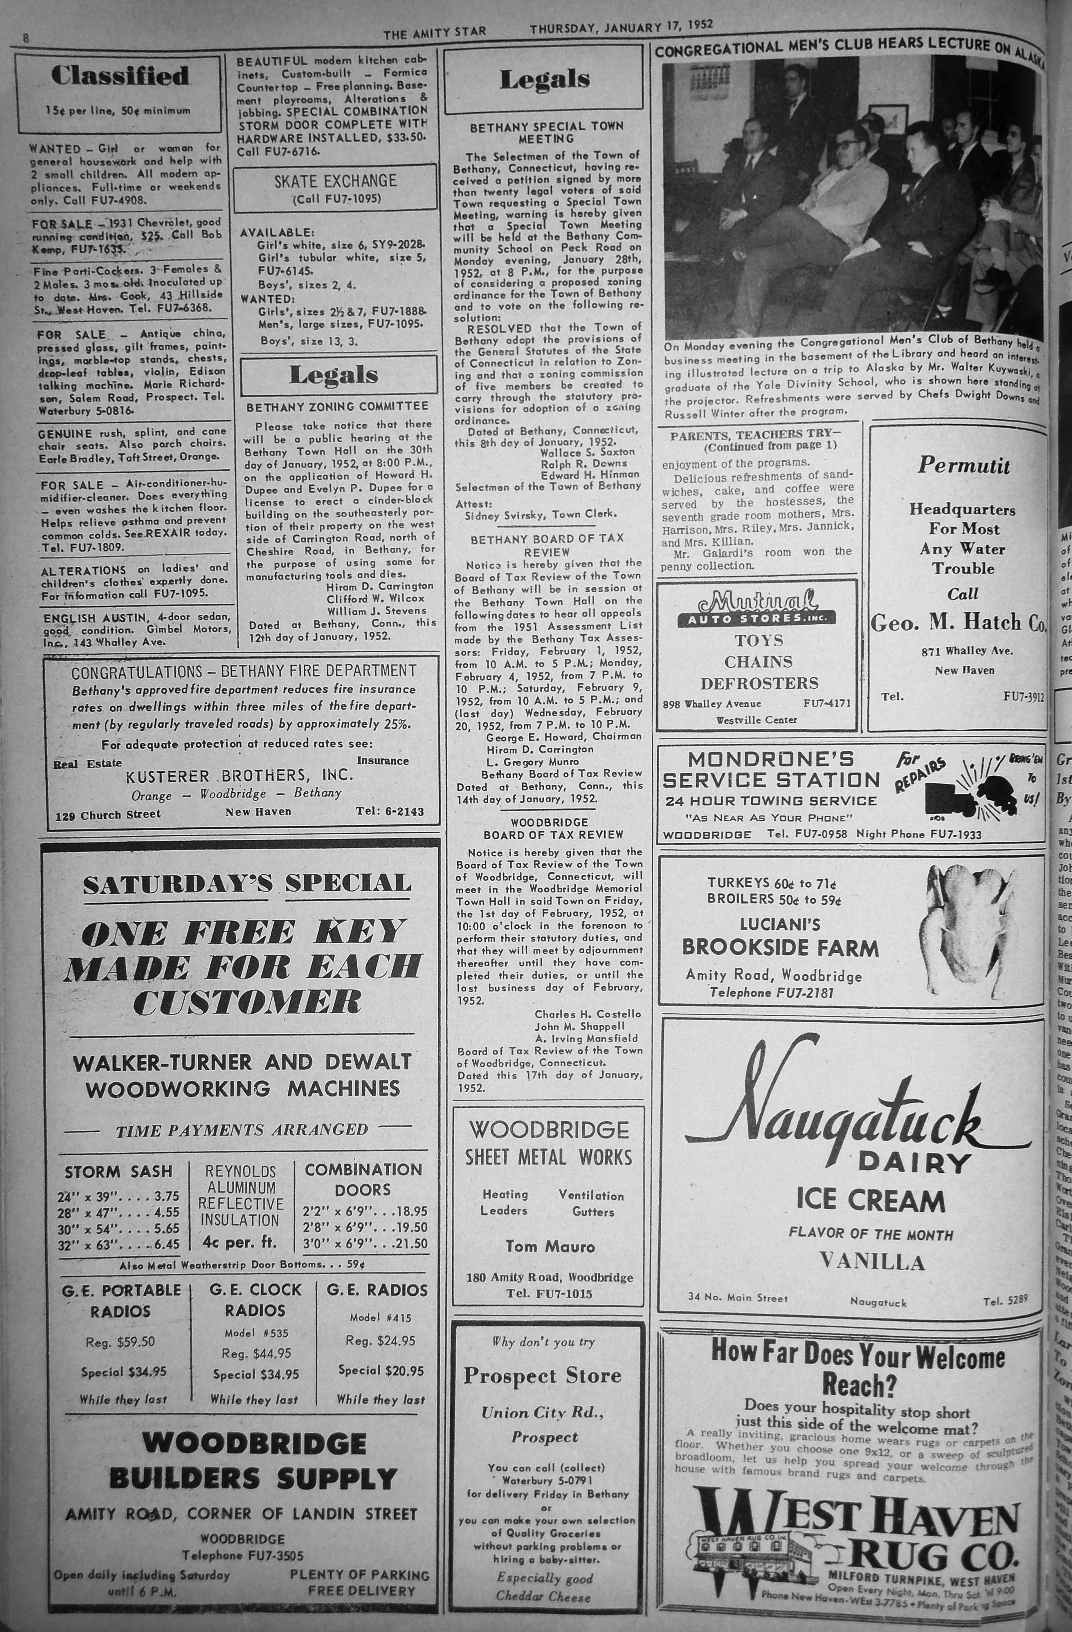 8
THE AMITY STAR THURSDAY, JANUARY 17, 1952
Classified
15¢ per line, 50¢ minimum
WANTED – Girl or woman for
general housework and help with
2 small children. All modern ap-
pliances. Full-time or weekends
only. Call FU7-4908.
FOR SALE – 1931 Chevrolet, good
running condition, $25. Call Bob
Kemp, FU7-1635.
Fine Parti-Cockers. 3 Females &
2 Males. 3 mos. old. Inoculated up
to date. Mrs. Cook, 43 Hillside
St., West Haven. Tel. FU7-6368.
FOR SALE – Antique china,
pressed glass, gilt frames, paint-
ings, marble-top stands, chests,
drop-leaf tables, violin, Edison
talking machine. Marie Richard-
son, Salem Road, Prospect. Tel.
Waterbury 5-0816.
GENUINE rush, splint, and cane
chair seats. Also porch chairs.
Earle Bradley, Taft Street, Orange.
FOR SALE – Air-conditioner-hu-
midifier-cleaner. Does everything
– even washes the kitchen floor.
Helps relieve asthma and prevent
common colds. See REXAIR today.
Tel. FU7-1809.
ALTERATIONS on ladies' and
children's clothes expertly done.
For information call FU7-1095.
ENGLISH AUSTIN, 4-door sedan,
good condition. Gimbel Motors,
Inc., 143 Whalley Ave.
BEAUTIFUL modern kitchen cab-
inets, Custom-built – Formica
Countertop – Free planning. Base-
ment playrooms, Alterations &
jobbing. SPECIAL COMBINATION
STORM DOOR COMPLETE WITH
HARDWARE INSTALLED, $33.50.
Call FU7-6716.
SKATE EXCHANGE
(Call FU7-1095)
AVAILABLE:
Girl's white, size 6, SY9-2028.
Girl's tubular white, size 5,
FU7-6145.
Boys', sizes 2, 4.
WANTED:
Girls', sizes 2½ & 7, FU7-1888.
Men's, large sizes, FU7-1095.
Boys', size 13, 3.
Legals
BETHANY ZONING COMMITTEE
Please take notice that there
will be a public hearing at the
Bethany Town Hall on the 30th
day of January, 1952, at 8:00 P.M.,
on the application of Howard H.
Dupee and Evelyn P. Dupee for a
license to erect a cinder-block
building on the southeasterly por-
tion of their property on the west
side of Carrington Road, north of
Cheshire Road, in Bethany, for
the purpose of using same for
manufacturing tools and dies.
Hiram D. Carrington
Clifford W. Wilcox
William J. Stevens
Dated at Bethany, Conn., this
12th day of January, 1952.
CONGRATULATIONS – BETHANY FIRE DEPARTMENT
Bethany's approved fire department reduces fire insurance
rates on dwellings within three miles of the fire depart-
ment (by regularly traveled roads) by approximately 25%.
For adequate protection at reduced rates see:
Real Estate Insurance
KUSTERER BROTHERS, INC.
Orange – Woodbridge – Bethany
129 Church Street New Haven Tel: 6-2143
SATURDAY'S SPECIAL
ONE FREE KEY
MADE FOR EACH
CUSTOMER
WALKER-TURNER AND DEWALT
WOODWORKING MACHINES
TIME PAYMENTS ARRANGED
STORM SASH
24" x 39".... 3.75
28" x 47".... 4.55
30" x 54".... 5.65
32" x 63".... 6.45
REYNOLDS
ALUMINUM
REFLECTIVE
INSULATION
4c per. ft.
COMBINATION
DOORS
2'2" x 6'9"...18.95
2'8" x 6'9"...19.50
3'0" x 6'9"...21.50
Also Metal Weatherstrip Door Bottoms... 59¢
G.E. PORTABLE
RADIOS
Reg. $59.50
Special $34.95
While they last
G.E. CLOCK
RADIOS
Model #535
Reg. $44.95
Special $34.95
While they last
G.E. RADIOS
Model #415
Reg. $24.95
Special $20.95
While they last
WOODBRIDGE
BUILDERS SUPPLY
AMITY ROAD, CORNER OF LANDIN STREET
WOODBRIDGE
Telephone FU7-3505
Open daily including Saturday
until 6 P.M.
PLENTY OF PARKING
FREE DELIVERY
Legals
BETHANY SPECIAL TOWN
MEETING
The Selectmen of the Town of
Bethany, Connecticut, having re-
ceived a petition signed by more
than twenty legal voters of said
Town requesting a Special Town
Meeting, warning is hereby given
that a Special Town Meeting
will be held at the Bethany Com-
munity School on Peck Road on
Monday evening, January 28th,
1952, at 8 P.M., for the purpose
of considering a proposed zoning
ordinance for the Town of Bethany
and to vote on the following re-
solution:
RESOLVED that the Town of
Bethany adopt the provisions of
the General Statutes of the State
of Connecticut in relation to Zon-
ing and that a zoning commission
of five members be created to
carry through the statutory pro-
visions for adoption of a zoning
ordinance.
Dated at Bethany, Connecticut,
this 8th day of January, 1952.
Wallace S. Saxton
Ralph R. Downs
Edward H. Hinman
Selectmen of the Town of Bethany
Attest:
Sidney Svirsky, Town Clerk.
BETHANY BOARD OF TAX
REVIEW
Notice is hereby given that the
Board of Tax Review of the Town
of Bethany will be in session at
the Bethany Town Hall on the
following dates to hear all appeals
from the 1951 Assessment List
made by the Bethany Tax Asses-
sors: Friday, February 1, 1952,
from 10 A.M. to 5 P.M.; Monday,
February 4, 1952, from 7 P.M. to
10 P.M.; Saturday, February 9,
1952, from 10 A.M. to 5 P.M.; and
(last day) Wednesday, February
20, 1952, from 7 P.M. to 10 P.M.
George E. Howard, Chairman
Hiram D. Carrington
L. Gregory Munro
Bethany Board of Tax Review
Dated at Bethany, Conn., this
14th day of January, 1952.
WOODBRIDGE
BOARD OF TAX REVIEW
Notice is hereby given that the
Board of Tax Review of the Town
of Woodbridge, Connecticut, will
meet in the Woodbridge Memorial
Town Hall in said Town on Friday,
the 1st day of February, 1952, at
10:00 o'clock in the forenoon to
perform their statutory duties, and
that they will meet by adjournment
thereafter until they have com-
pleted their duties, or until the
last business day of February,
1952.
Charles H. Costello
John M. Shappell
A. Irving Mansfield
Board of Tax Review of the Town
of Woodbridge, Connecticut.
Dated this 17th day of January,
1952.
WOODBRIDGE
SHEET METAL WORKS
Heating Ventilation
Leaders Gutters
Tom Mauro
180 Amity Road, Woodbridge
Tel. FU7-1015
Why don't you try
Prospect Store
Union City Rd.,
Prospect
You can call (collect)
Waterbury 5-0791
for delivery Friday in Bethany
or
you can make your own selection
of Quality Groceries
without parking problems or
hiring a baby-sitter.
Especially good
Cheddar Cheese
CONGREGATIONAL MEN'S CLUB HEARS LECTURE ON ALASKA
On Monday evening the Congregational Men's Club of Bethany held a
business meeting in the basement of the Library and heard an interest-
ing illustrated lecture on a trip to Alaska by Mr. Walter Kuywaski, a
graduate of the Yale Divinity School, who is shown here standing at
the projector. Refreshments were served by Chefs Dwight Downs and
Russell Winter after the program.
PARENTS, TEACHERS TRY—
(Continued from page 1)
enjoyment of the programs.
Delicious refreshments of sand-
wiches, cake, and coffee were
served by the hostesses, the
seventh grade room mothers, Mrs.
Harrison, Mrs. Riley, Mrs. Jannick,
and Mrs. Killian.
Mr. Galardi's room won the
penny collection.
Mutual
AUTO STORES, INC.
TOYS
CHAINS
DEFROSTERS
898 Whalley Avenue FU7-4171
Westville Center
Permutit
Headquarters
For Most
Any Water
Trouble
Call
Geo. M. Hatch Co.
871 Whalley Ave.
New Haven
Tel. FU7-3912
MONDRONE'S
SERVICE STATION
24 HOUR TOWING SERVICE
"AS NEAR AS YOUR PHONE"
WOODBRIDGE Tel. FU7-0958 Night Phone FU7-1933
For
REPAIRS
BRING 'EM
To
US!
TURKEYS 60¢ to 71¢
BROILERS 50¢ to 59¢
LUCIANI'S
BROOKSIDE FARM
Amity Road, Woodbridge
Telephone FU7-2181
Naugatuck
DAIRY
ICE CREAM
FLAVOR OF THE MONTH
VANILLA
34 No. Main Street Naugatuck Tel. 5289
How Far Does Your Welcome
Reach?
Does your hospitality stop short
just this side of the welcome mat?
A really inviting, gracious home wears rugs or carpets on the
floor. Whether you choose one 9x12, or a sweep of sculptured
broadloom, let us help you spread your welcome through the
house with famous brand rugs and carpets.
WEST HAVEN
RUG CO.
WEST HAVEN RUG CO. INC.
MILFORD TURNPIKE, WEST HAVEN
Open Every Night, Mon. Thru Sat. 'til 9:00
Phone New Haven-WEst 3-7785 • Plenty of Parking Space